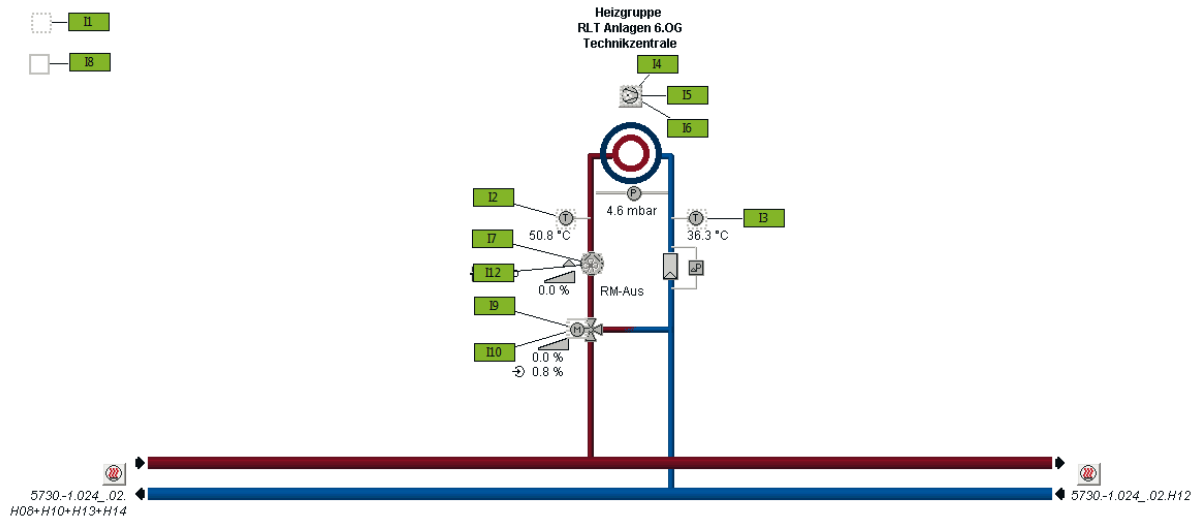 Heizgruppe
RLT Anlagen 6.OG
Technikzentrale
I1
I8
I4
I5
I6
P
4.6 mbar
I2
T
50.8 °C
T
36.3 °C
I3
I7
I12
0.0 %
RM-Aus
P
I9
M
I10
0.0 %
0.8 %
5730.-1.024_.02.
H08+H10+H13+H14
5730.-1.024_.02.H12